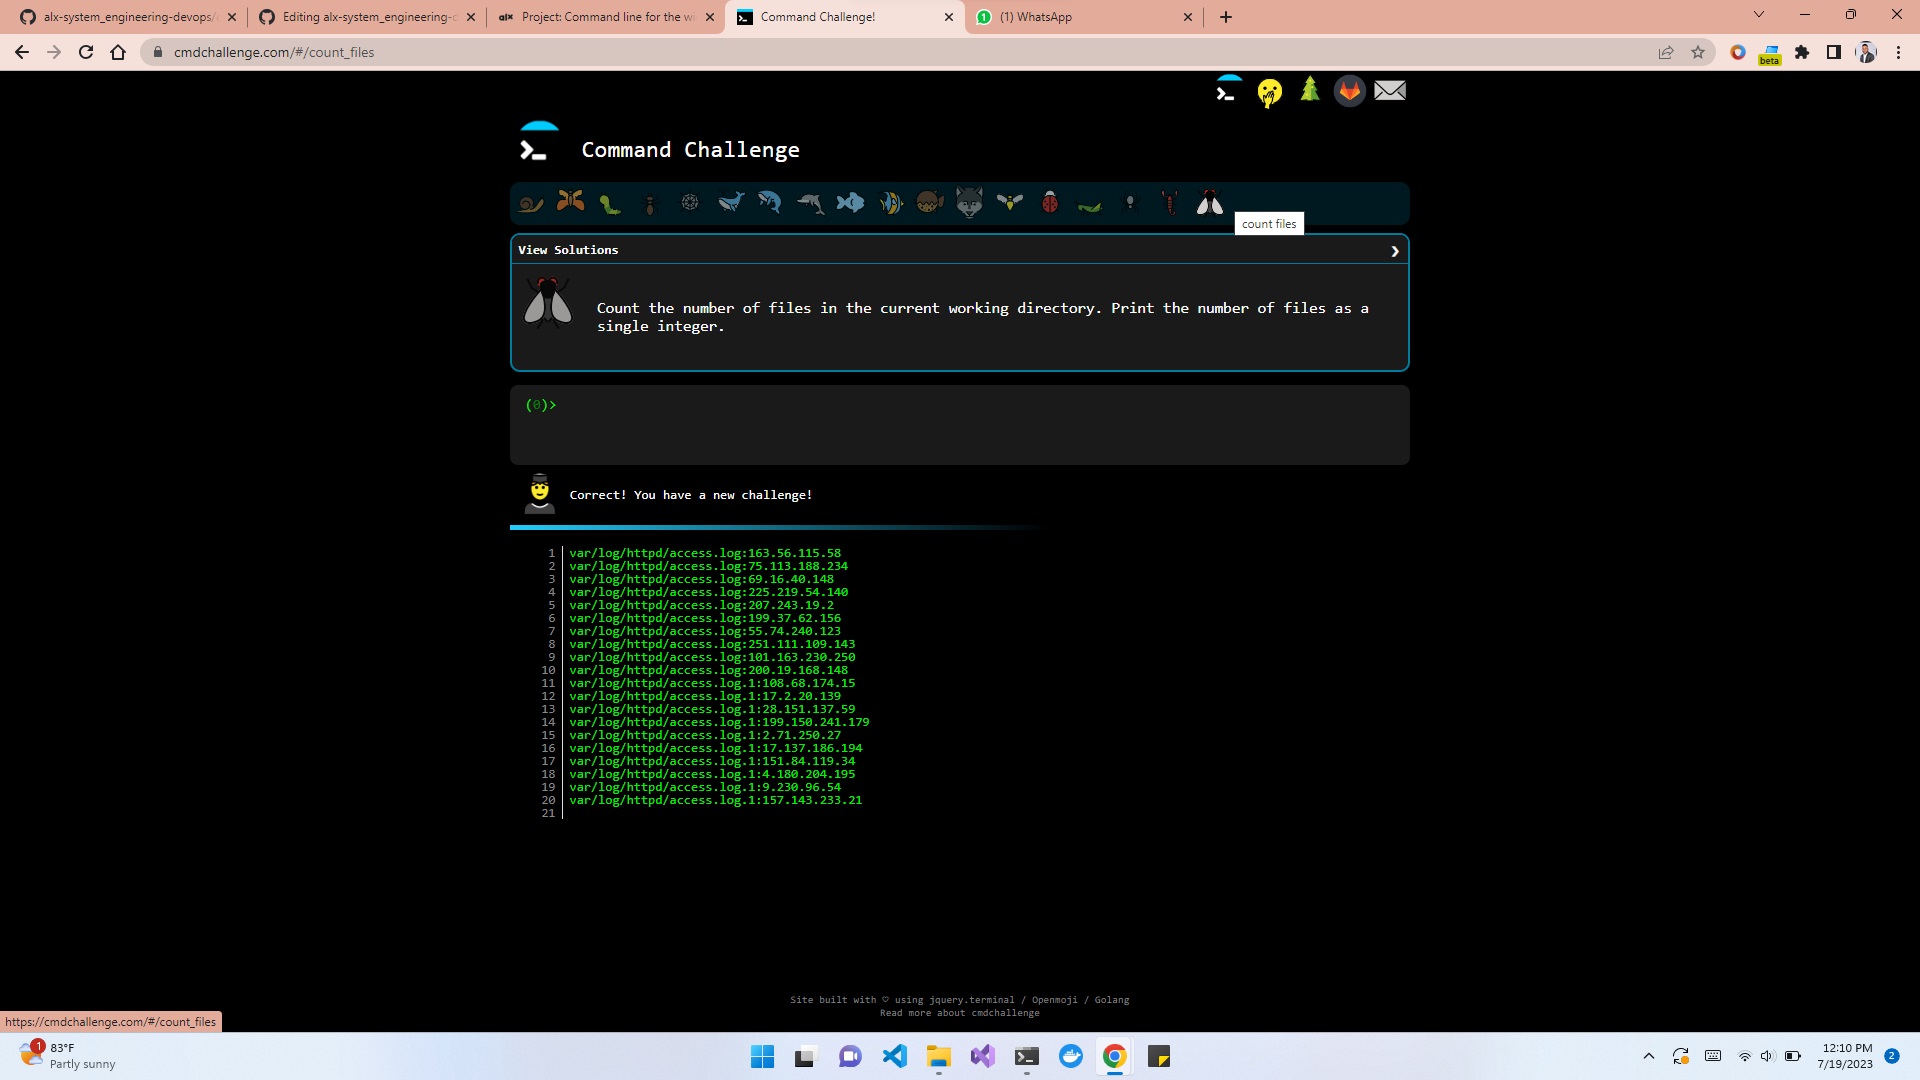 alx-system_engineering-devops/
Editing alx-system_engineering-d
alx Project: Command line for the wi
Command Challenge!
1 (1) WhatsApp
cmdchallenge.com/#/count_files
beta
Command Challenge
count files
View Solutions
Count the number of files in the current working directory. Print the number of files as a
single integer.
(0)>
Correct! You have a new challenge!
1 var/log/httpd/access.log:163.56.115.58
2 var/log/httpd/access.log:75.113.188.234
3 var/log/httpd/access.log:69.16.40.148
4 var/log/httpd/access.log:225.219.54.140
5 var/log/httpd/access.log:207.243.19.2
6 var/log/httpd/access.log:199.37.62.156
7 var/log/httpd/access.log:55.74.240.123
8 var/log/httpd/access.log:251.111.109.143
9 var/log/httpd/access.log:101.163.230.250
10 var/log/httpd/access.log:200.19.168.148
11 var/log/httpd/access.log.1:108.68.174.15
12 var/log/httpd/access.log.1:17.2.20.139
13 var/log/httpd/access.log.1:28.151.137.59
14 var/log/httpd/access.log.1:199.150.241.179
15 var/log/httpd/access.log.1:2.71.250.27
16 var/log/httpd/access.log.1:17.137.186.194
17 var/log/httpd/access.log.1:151.84.119.34
18 var/log/httpd/access.log.1:4.180.204.195
19 var/log/httpd/access.log.1:9.230.96.54
20 var/log/httpd/access.log.1:157.143.233.21
21
Site built with ♡ using jquery.terminal / Openmoji / Golang
Read more about cmdchallenge
https://cmdchallenge.com/#/count_files
1 83°F
Partly sunny
12:10 PM
7/19/2023
2